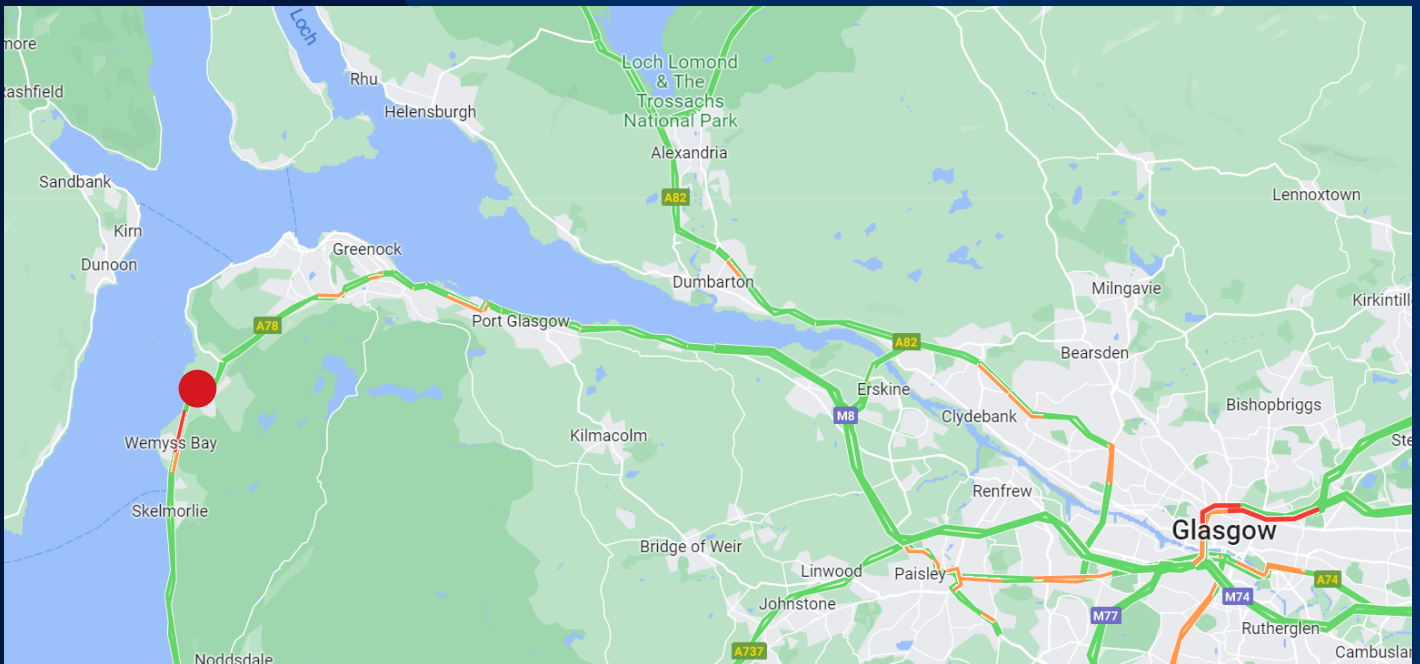 Loch
more
Rhu
Loch Lomond
& The
Trossachs
National Park
ashfield
Helensburgh
Alexandria
Sandbank
A82
Lennoxtown
Kirn
Greenock
Dunoon
Dumbarton
Milngavie
Kirkintill
A78
Port Glasgow
A82
Bearsden
Erskine
Bishopbriggs
M8
Clydebank
Wemyss Bay
Kilmacolm
Ste
Renfrew
Skelmorlie
Glasgow
Bridge of Weir
Linwood
Paisley
A74
Johnstone
M74
M77
Rutherglen
A737
Cambuslar
Noddsdale